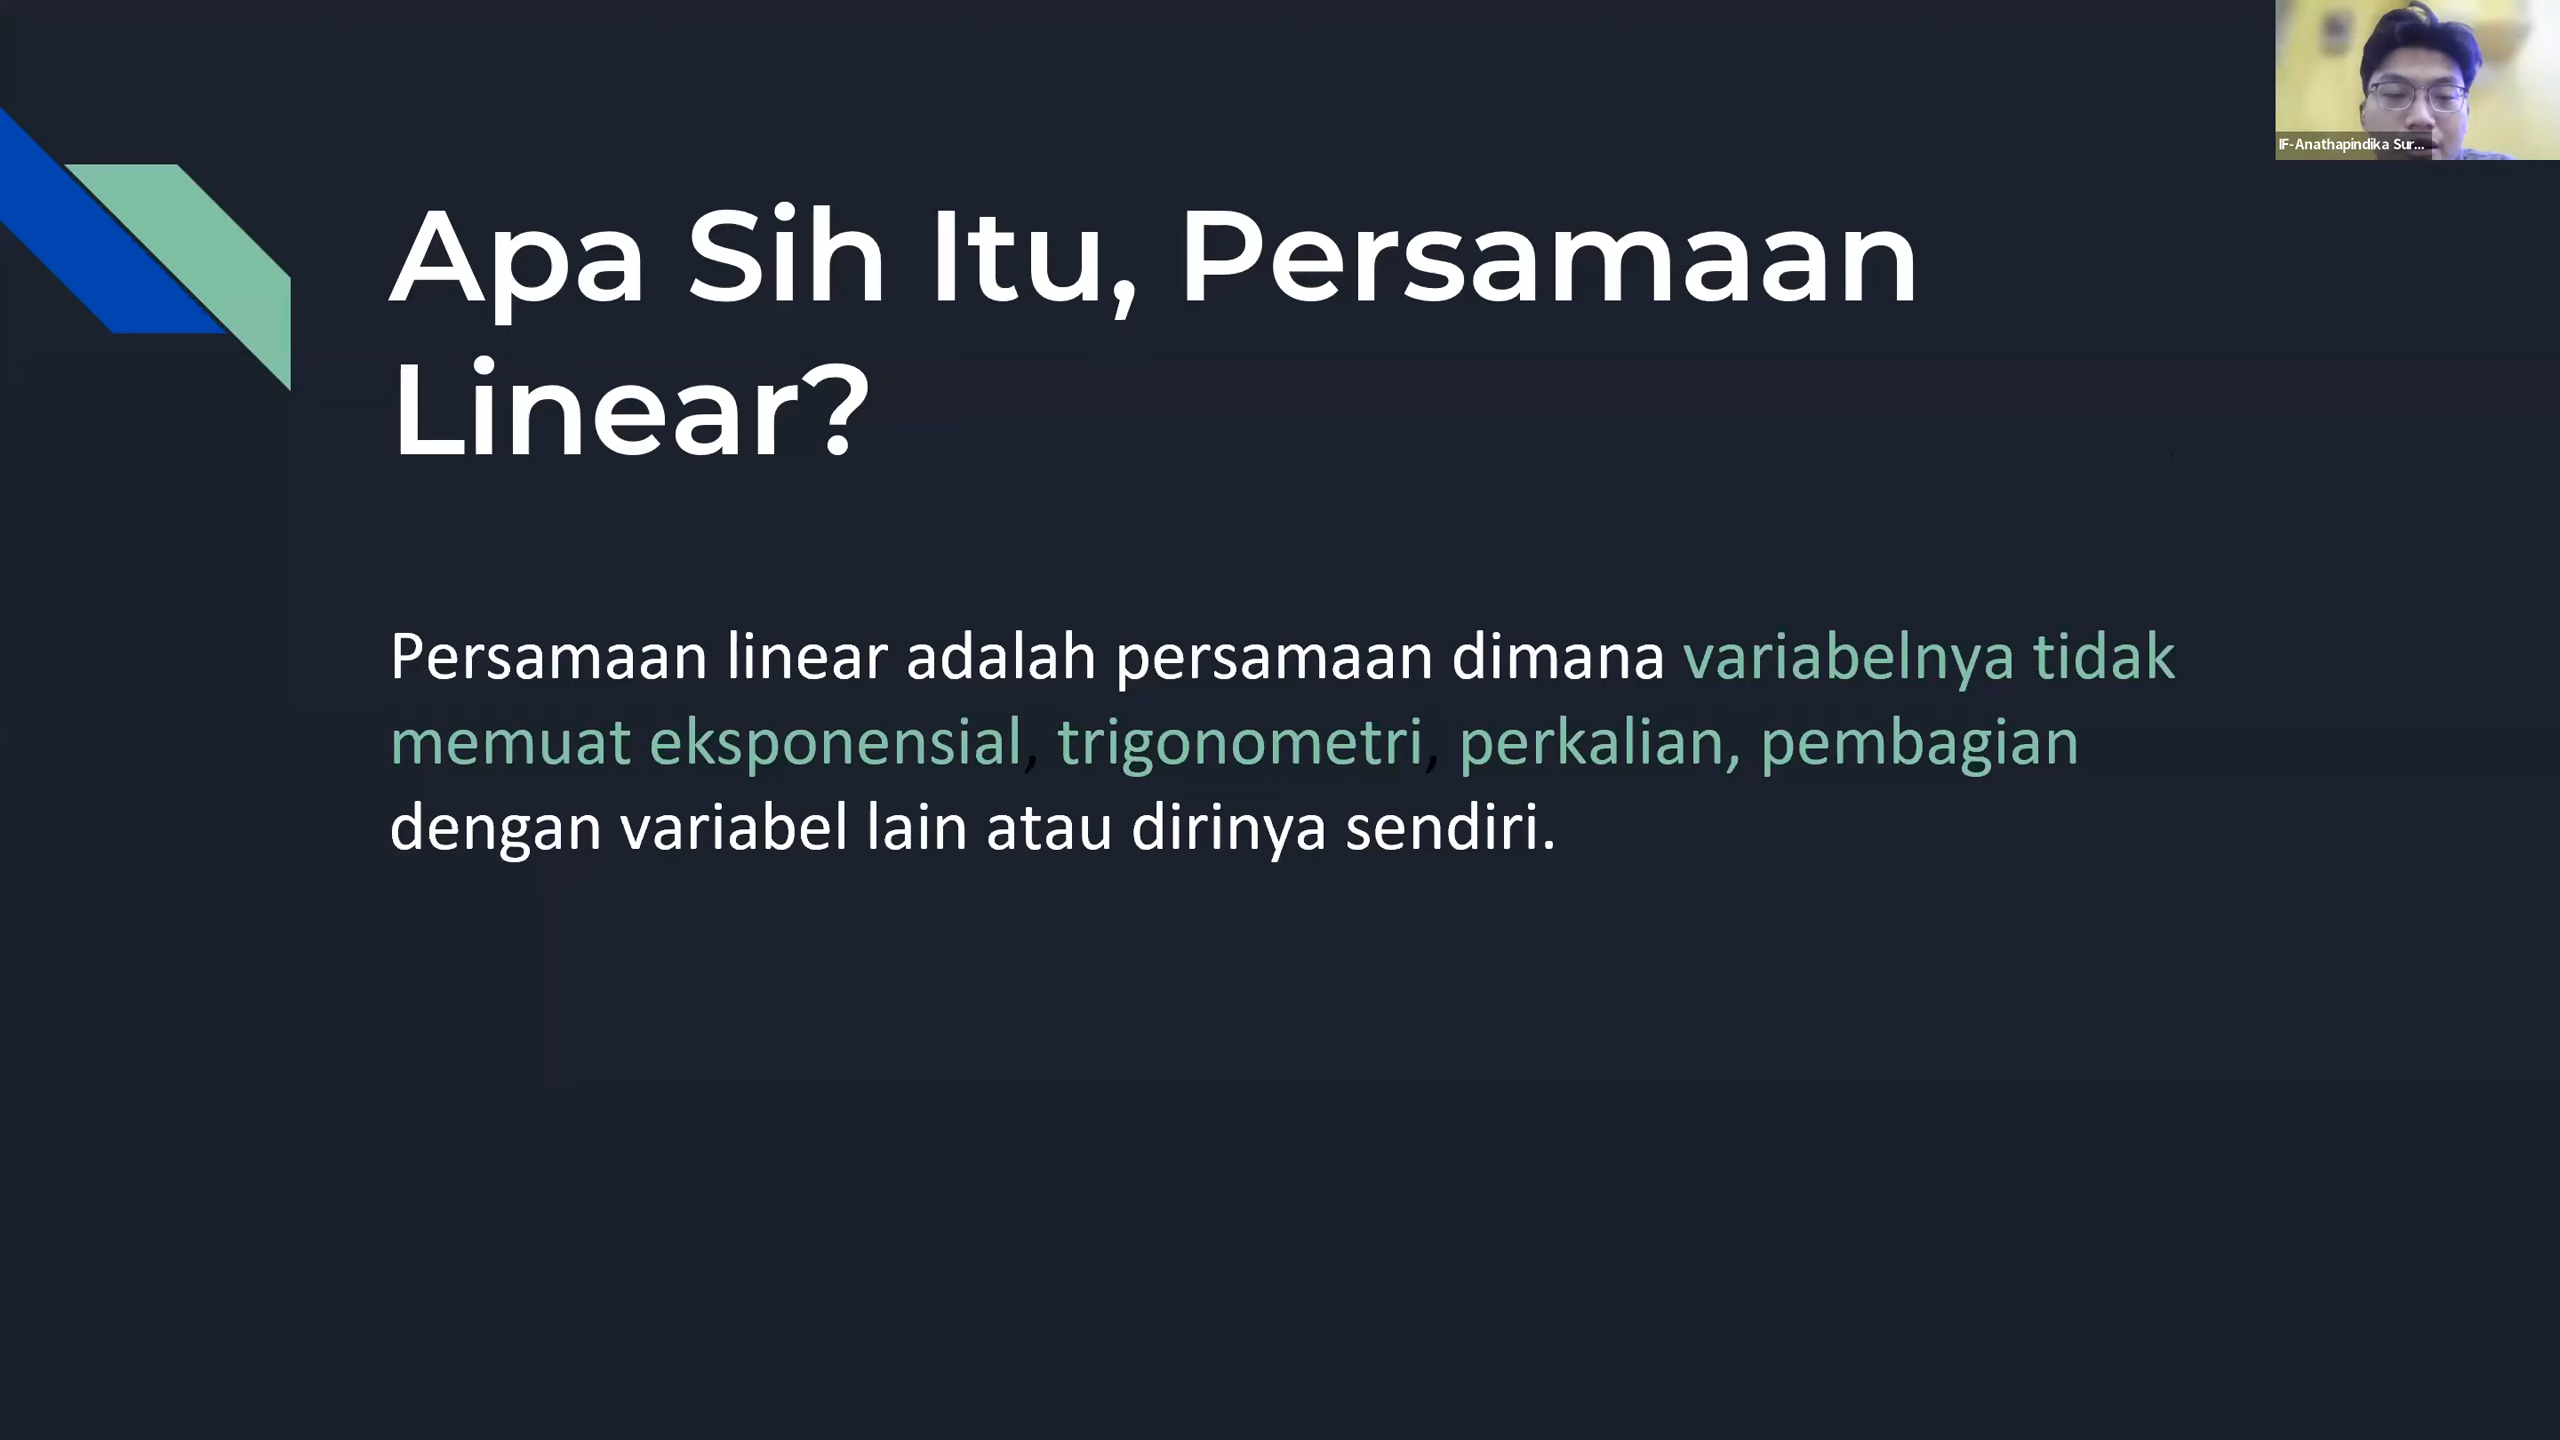 IF-Anathapindika Sur...
Apa Sih Itu, Persamaan
Linear?
Persamaan linear adalah persamaan dimana variabelnya tidak
memuat eksponensial, trigonometri, perkalian, pembagian
dengan variabel lain atau dirinya sendiri.